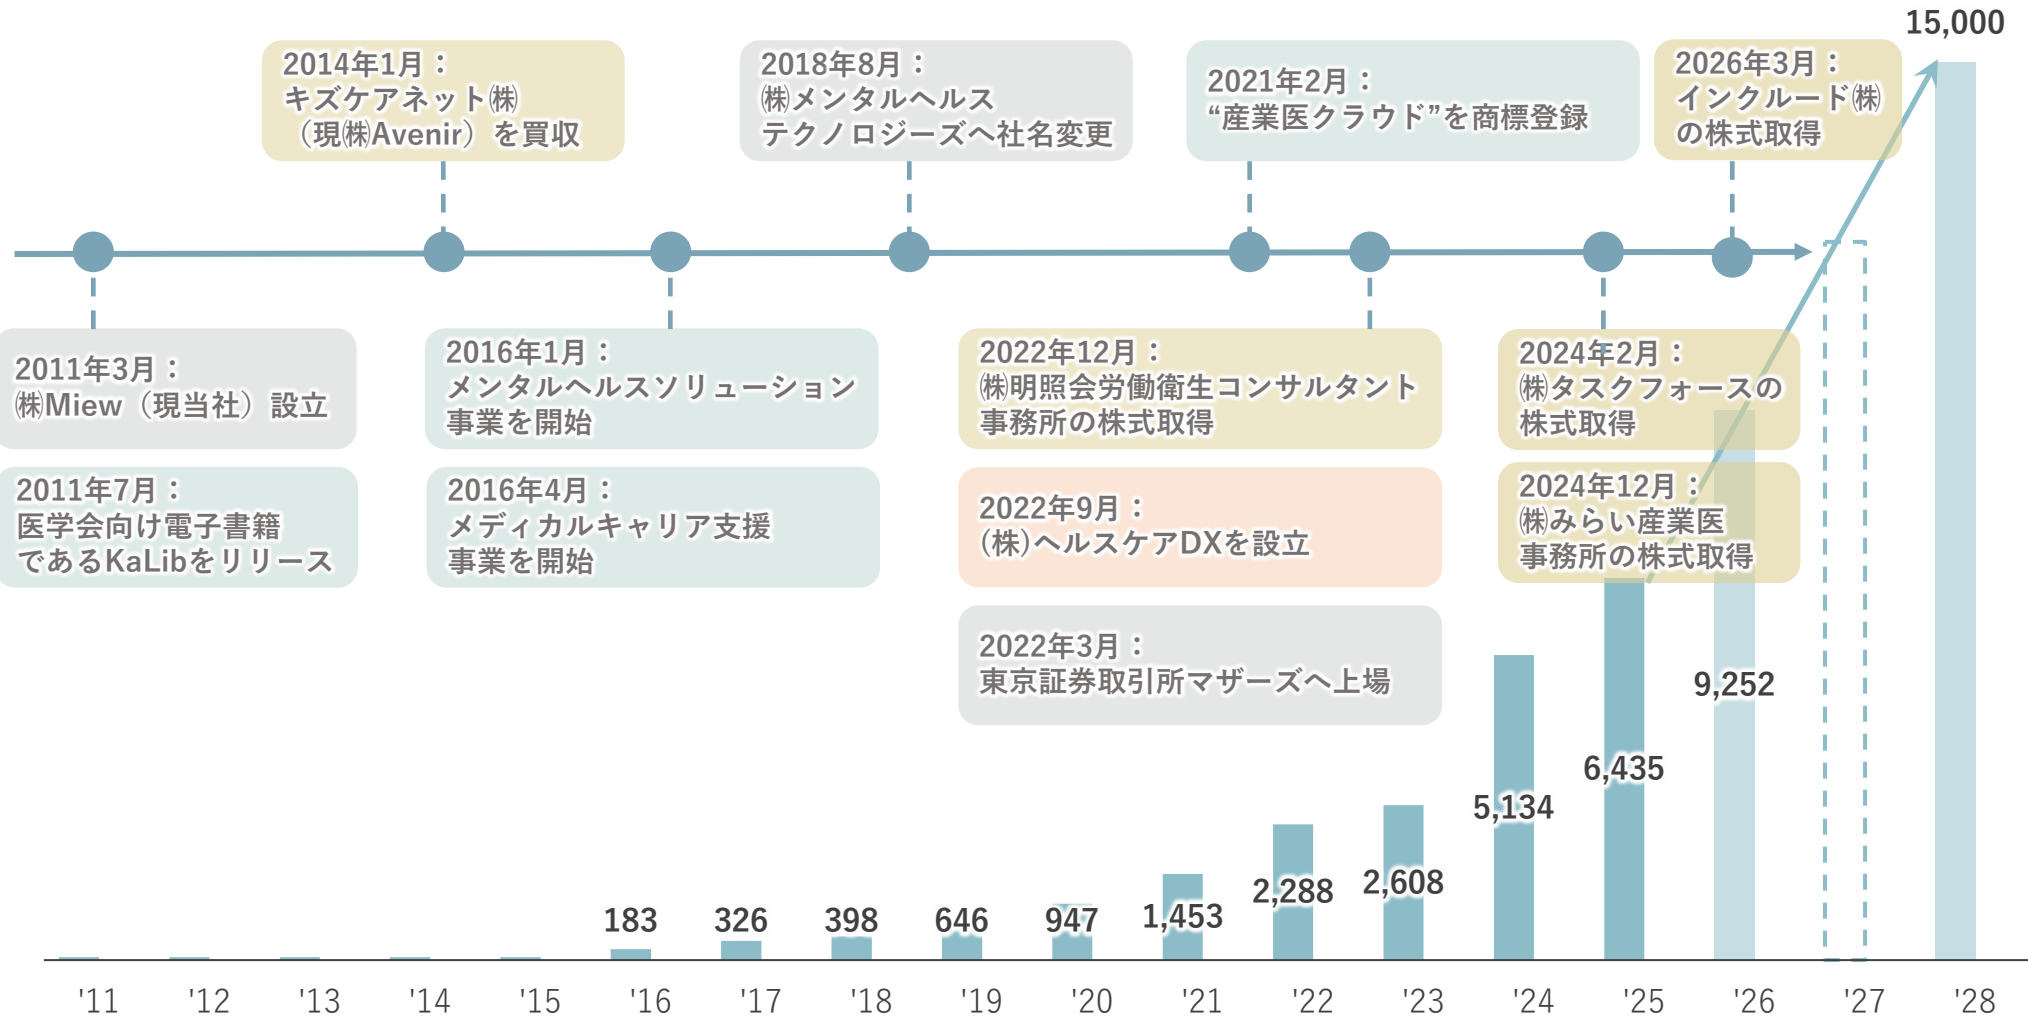 15,000
2014年1月：
キズケアネット㈱
（現㈱Avenir）を買収
2018年8月：
㈱メンタルヘルス
テクノロジーズへ社名変更
2021年2月：
“産業医クラウド”を商標登録
2026年3月：
インクルード㈱
の株式取得
2011年3月：
㈱Miew（現当社）設立
2011年7月：
医学会向け電子書籍
であるKaLibをリリース
2016年1月：
メンタルヘルスソリューション
事業を開始
2016年4月：
メディカルキャリア支援
事業を開始
2022年12月：
㈱明照会労働衛生コンサルタント
事務所の株式取得
2022年9月：
(株)ヘルスケアDXを設立
2022年3月：
東京証券取引所マザーズへ上場
2024年2月：
㈱タスクフォースの
株式取得
2024年12月：
㈱みらい産業医
事務所の株式取得
183
326
398
646
947
1,453
2,288
2,608
5,134
6,435
9,252
'11
'12
'13
'14
'15
'16
'17
'18
'19
'20
'21
'22
'23
'24
'25
'26
'27
'28